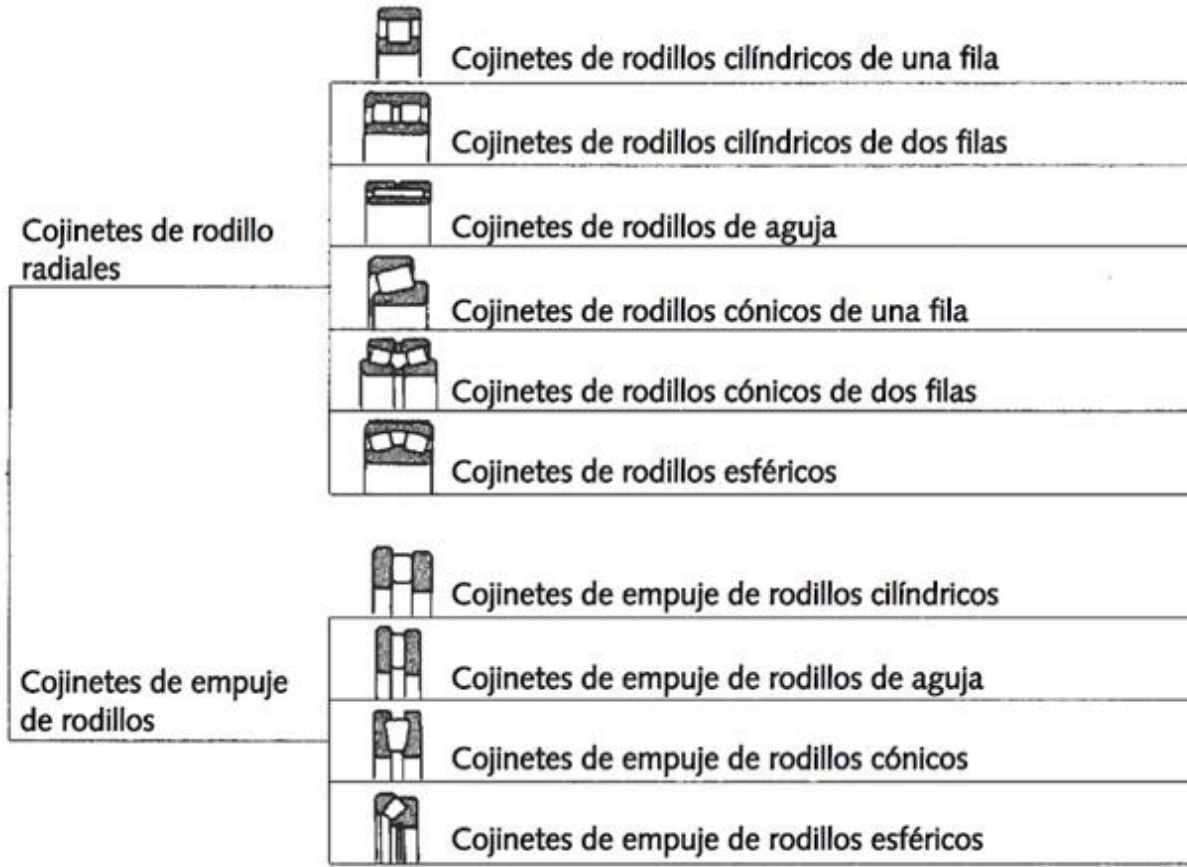 Cojinetes de rodillos cilíndricos de una fila
Cojinetes de rodillos cilíndricos de dos filas
Cojinetes de rodillos de aguja
Cojinetes de rodillo
radiales
Cojinetes de rodillos cónicos de una fila
Cojinetes de rodillos cónicos de dos filas
Cojinetes de rodillos esféricos
Cojinetes de empuje de rodillos cilíndricos
Cojinetes de empuje de rodillos de aguja
Cojinetes de empuje
de rodillos
Cojinetes de empuje de rodillos cónicos
Cojinetes de empuje de rodillos esféricos